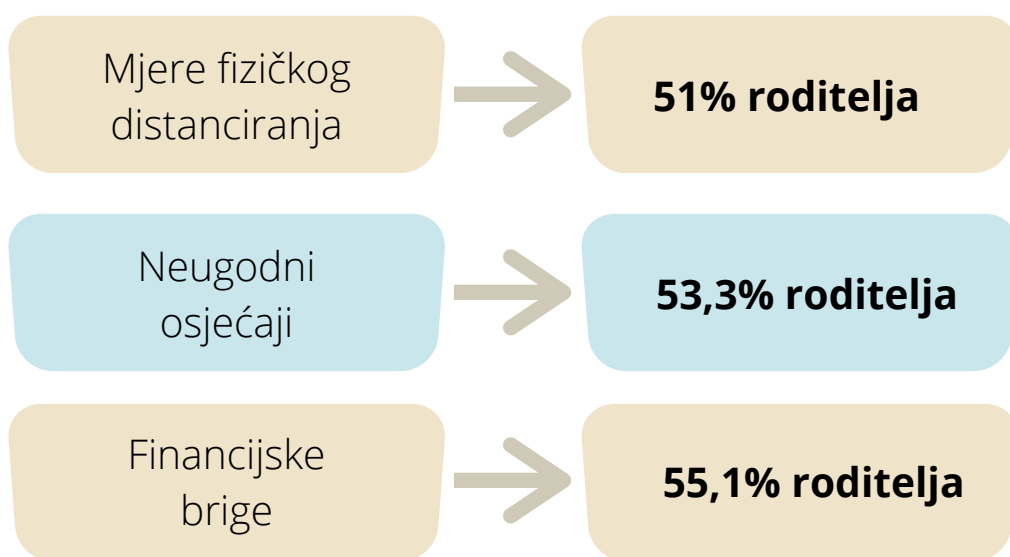 Mjere fizičkog
distanciranja
51% roditelja
Neugodni
osjećaji
53,3% roditelja
Financijske
brige
55,1% roditelja